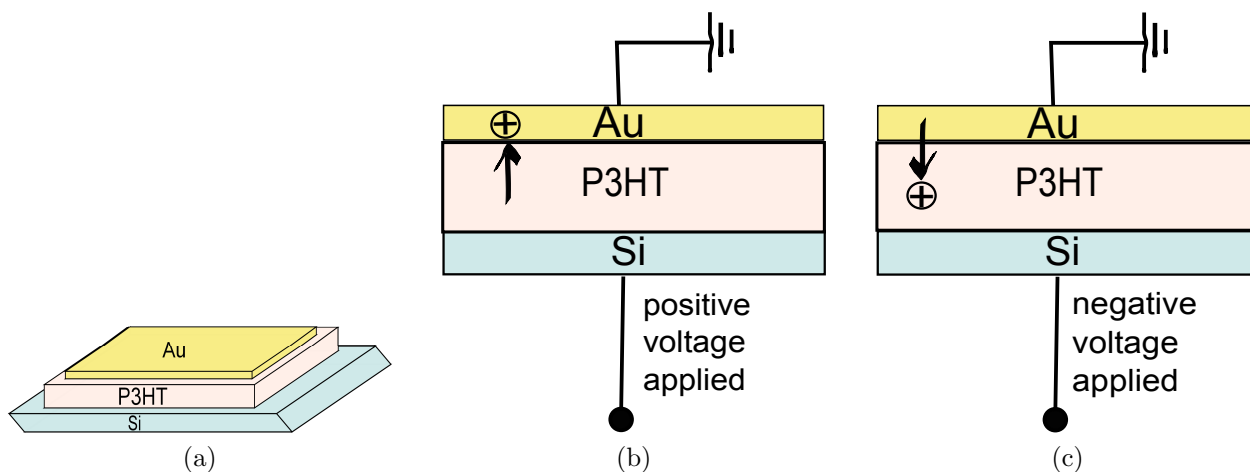 Au
P3HT
Si
(a)
Au
P3HT
Si
positive
voltage
applied
(b)
Au
P3HT
Si
negative
voltage
applied
(c)